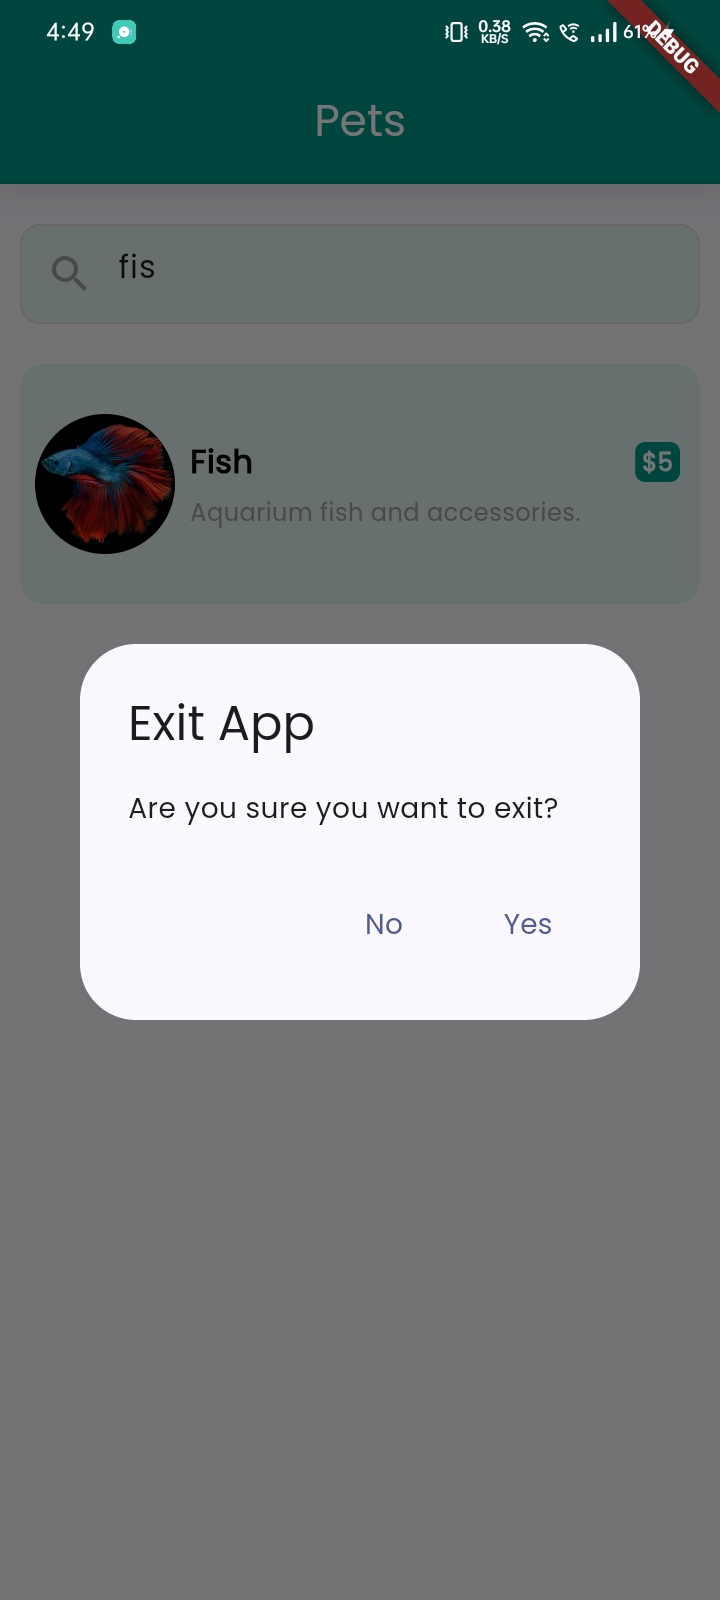 4:49
0.38
KB/S
61%
DEBUG
Pets
fis
Fish
$5
Aquarium fish and accessories.
Exit App
Are you sure you want to exit?
No Yes